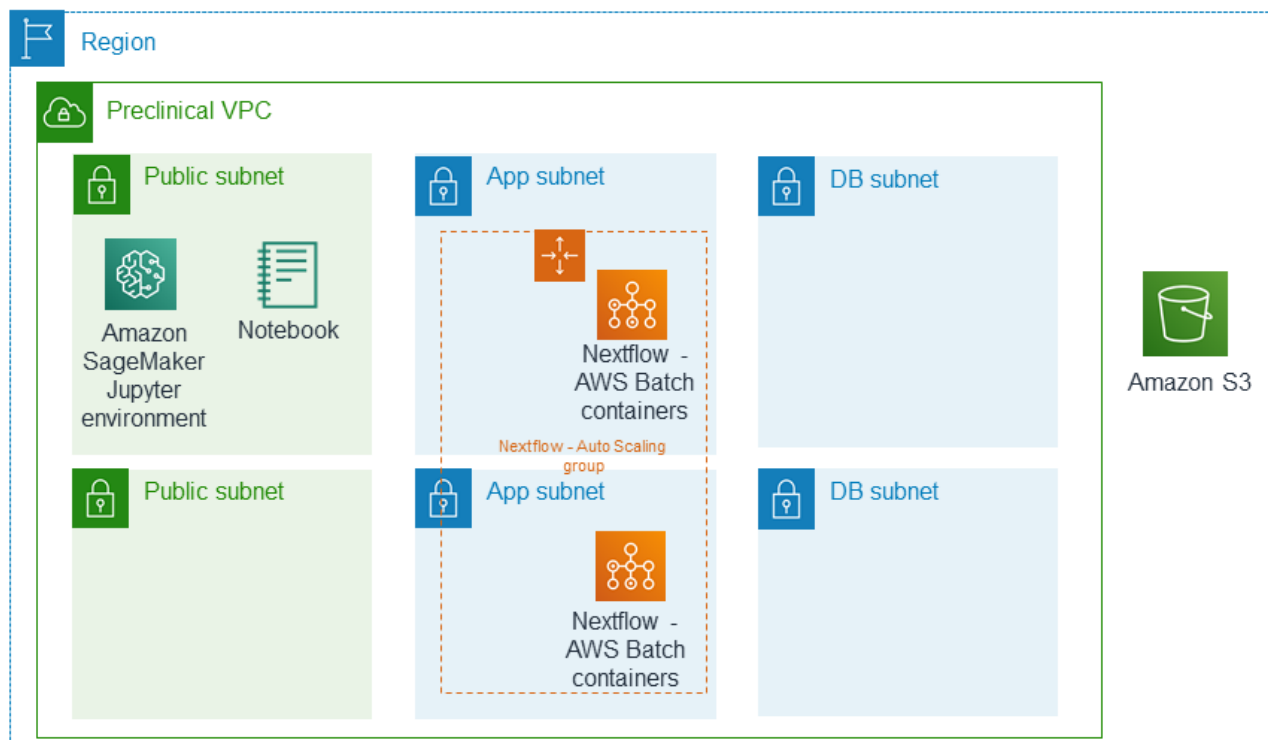 Region
Preclinical VPC
Public subnet
App subnet
DB subnet
Amazon
SageMaker
Jupyter
environment
Notebook
Nextflow -
AWS Batch
containers
Nextflow - Auto Scaling
group
Amazon S3
Public subnet
App subnet
DB subnet
Nextflow -
AWS Batch
containers